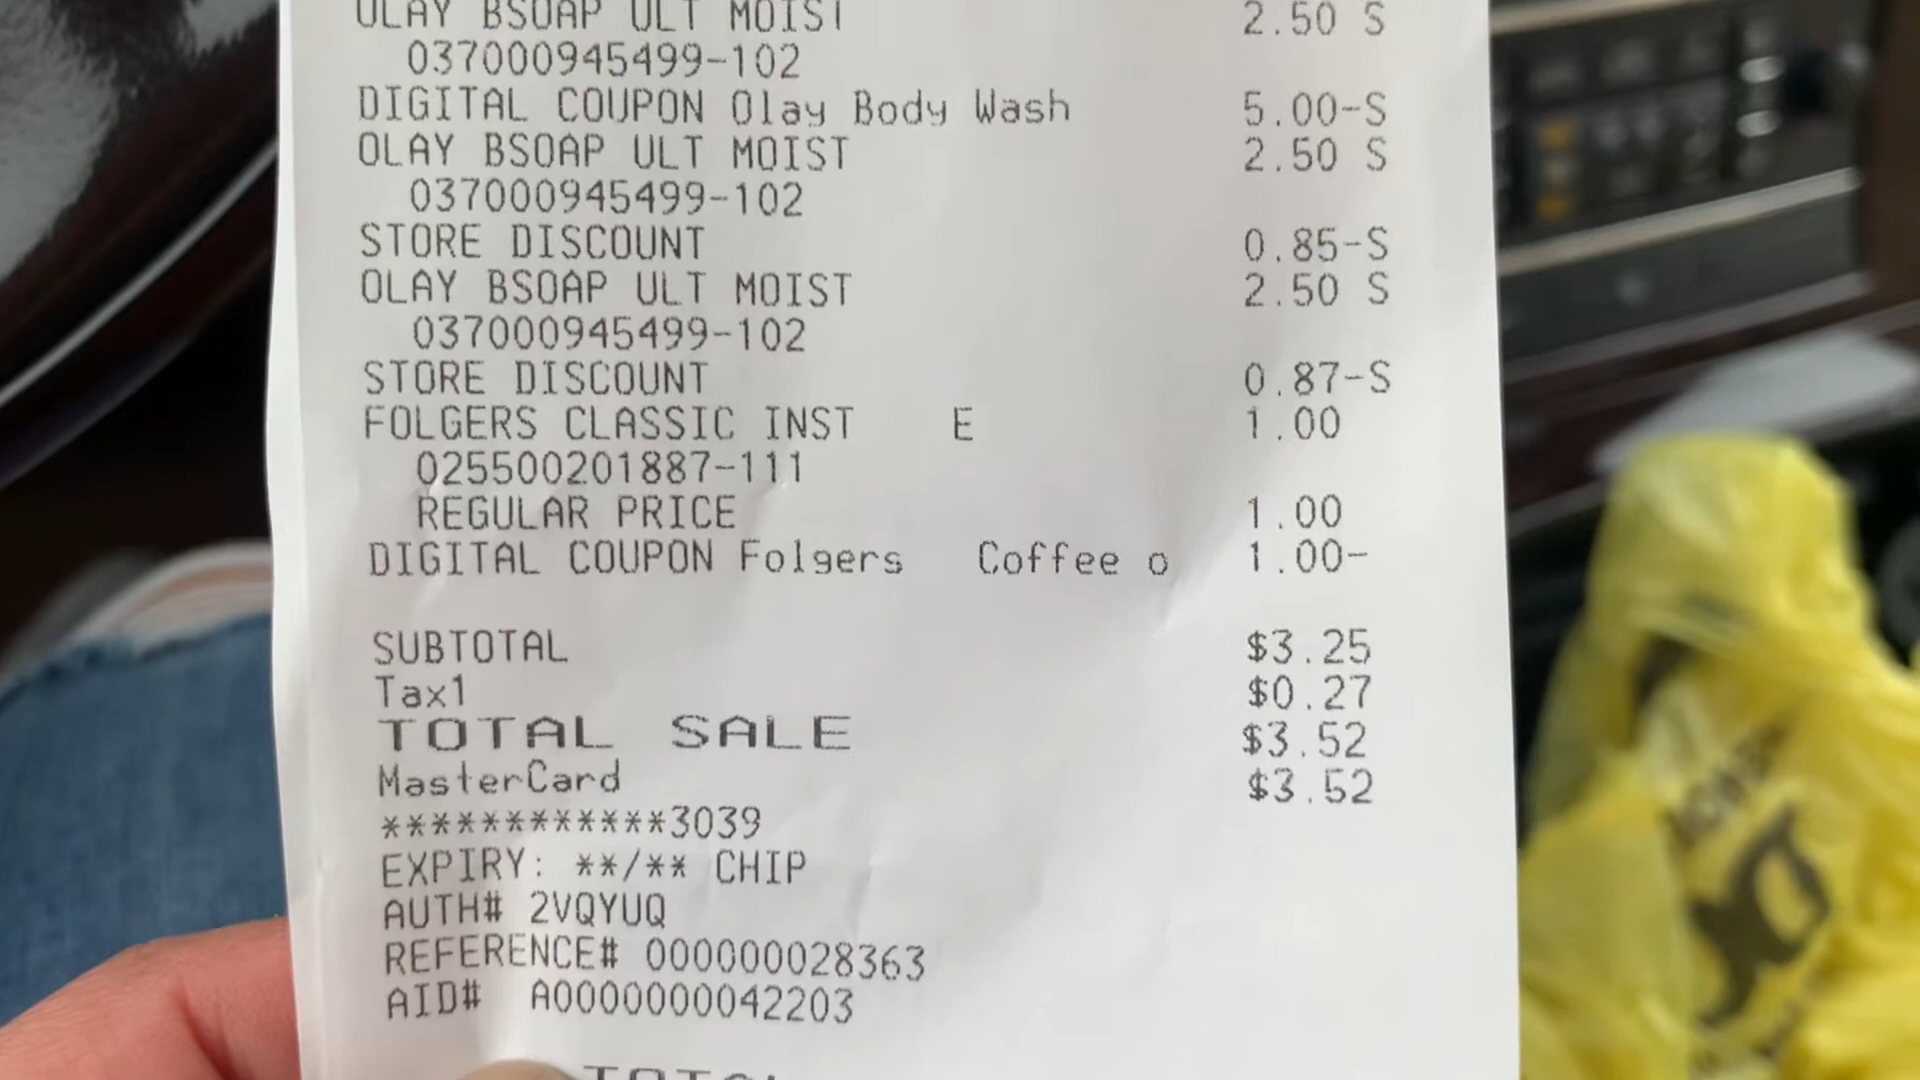 OLAY BSOAP ULT MOIST 2.50 S
037000945499-102
DIGITAL COUPON Olay Body Wash 5.00-S
OLAY BSOAP ULT MOIST 2.50 S
037000945499-102
STORE DISCOUNT 0.85-S
OLAY BSOAP ULT MOIST 2.50 S
037000945499-102
STORE DISCOUNT 0.87-S
FOLGERS CLASSIC INST E 1.00
025500201887-111
REGULAR PRICE 1.00
DIGITAL COUPON Folgers Coffee o 1.00-
SUBTOTAL $3.25
Tax1 $0.27
TOTAL SALE $3.52
MasterCard $3.52
************3039
EXPIRY: **/** CHIP
AUTH# 2VQYUQ
REFERENCE# 000000028363
AID# A0000000042203
TOTAL